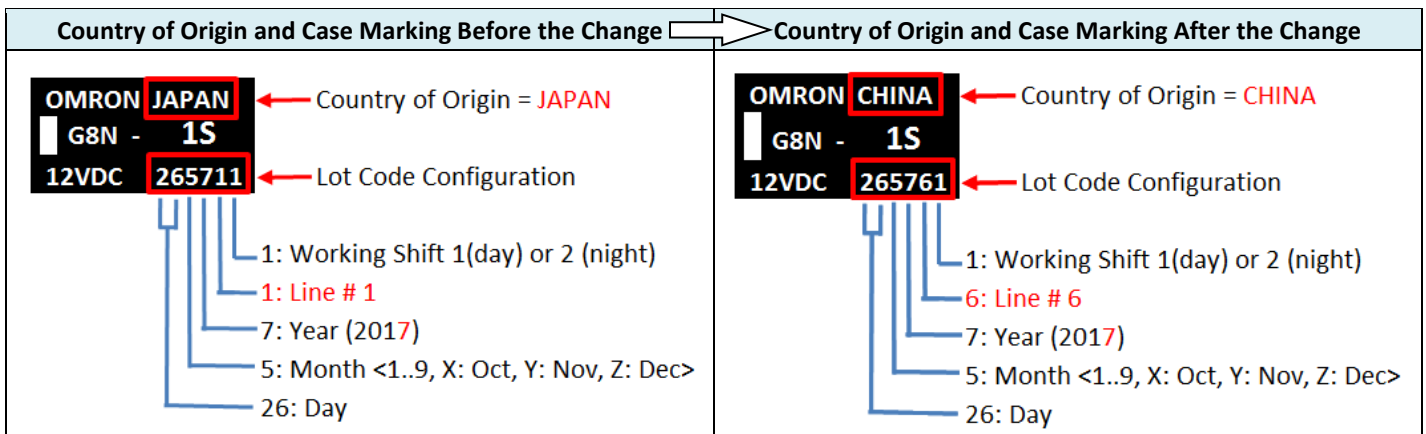 Country of Origin and Case Marking Before the Change
OMRON JAPAN
G8N - 1S
12VDC 265711
Country of Origin = JAPAN
Lot Code Configuration
1: Working Shift 1(day) or 2 (night)
1: Line # 1
7: Year (2017)
5: Month <1..9, X: Oct, Y: Nov, Z: Dec>
26: Day
Country of Origin and Case Marking After the Change
OMRON CHINA
G8N - 1S
12VDC 265761
Country of Origin = CHINA
Lot Code Configuration
1: Working Shift 1(day) or 2 (night)
6: Line # 6
7: Year (2017)
5: Month <1..9, X: Oct, Y: Nov, Z: Dec>
26: Day